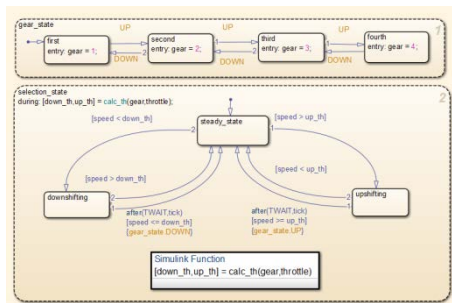 gear_state
UP
UP
UP
first
entry: gear = 1;
second
entry: gear = 2;
third
entry: gear = 3;
fourth
entry: gear = 4;
1
1
1
2
2
DOWN
DOWN
DOWN
1
selection_state
during: [down_th,up_th] = calc_th(gear,throttle);
2
[speed < down_th]
2
steady_state
1
[speed > up_th]
[speed > down_th]
[speed < up_th]
downshifting
2
1
after(TWAIT,tick)
[speed <= down_th]
{gear_state.DOWN}
after(TWAIT,tick)
[speed >= up_th]
{gear_state.UP}
2
1
upshifting
Simulink Function
[down_th,up_th] = calc_th(gear,throttle)